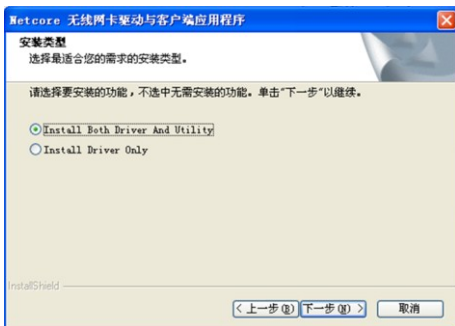 Netcore 无线网卡驱动与客户端应用程序
安装类型
选择最适合您的需求的安装类型。
请选择要安装的功能，不选中无需安装的功能。单击“下一步”以继续。
Install Both Driver And Utility
Install Driver Only
InstallShield
< 上一步(B) 下一步(N) > 取消